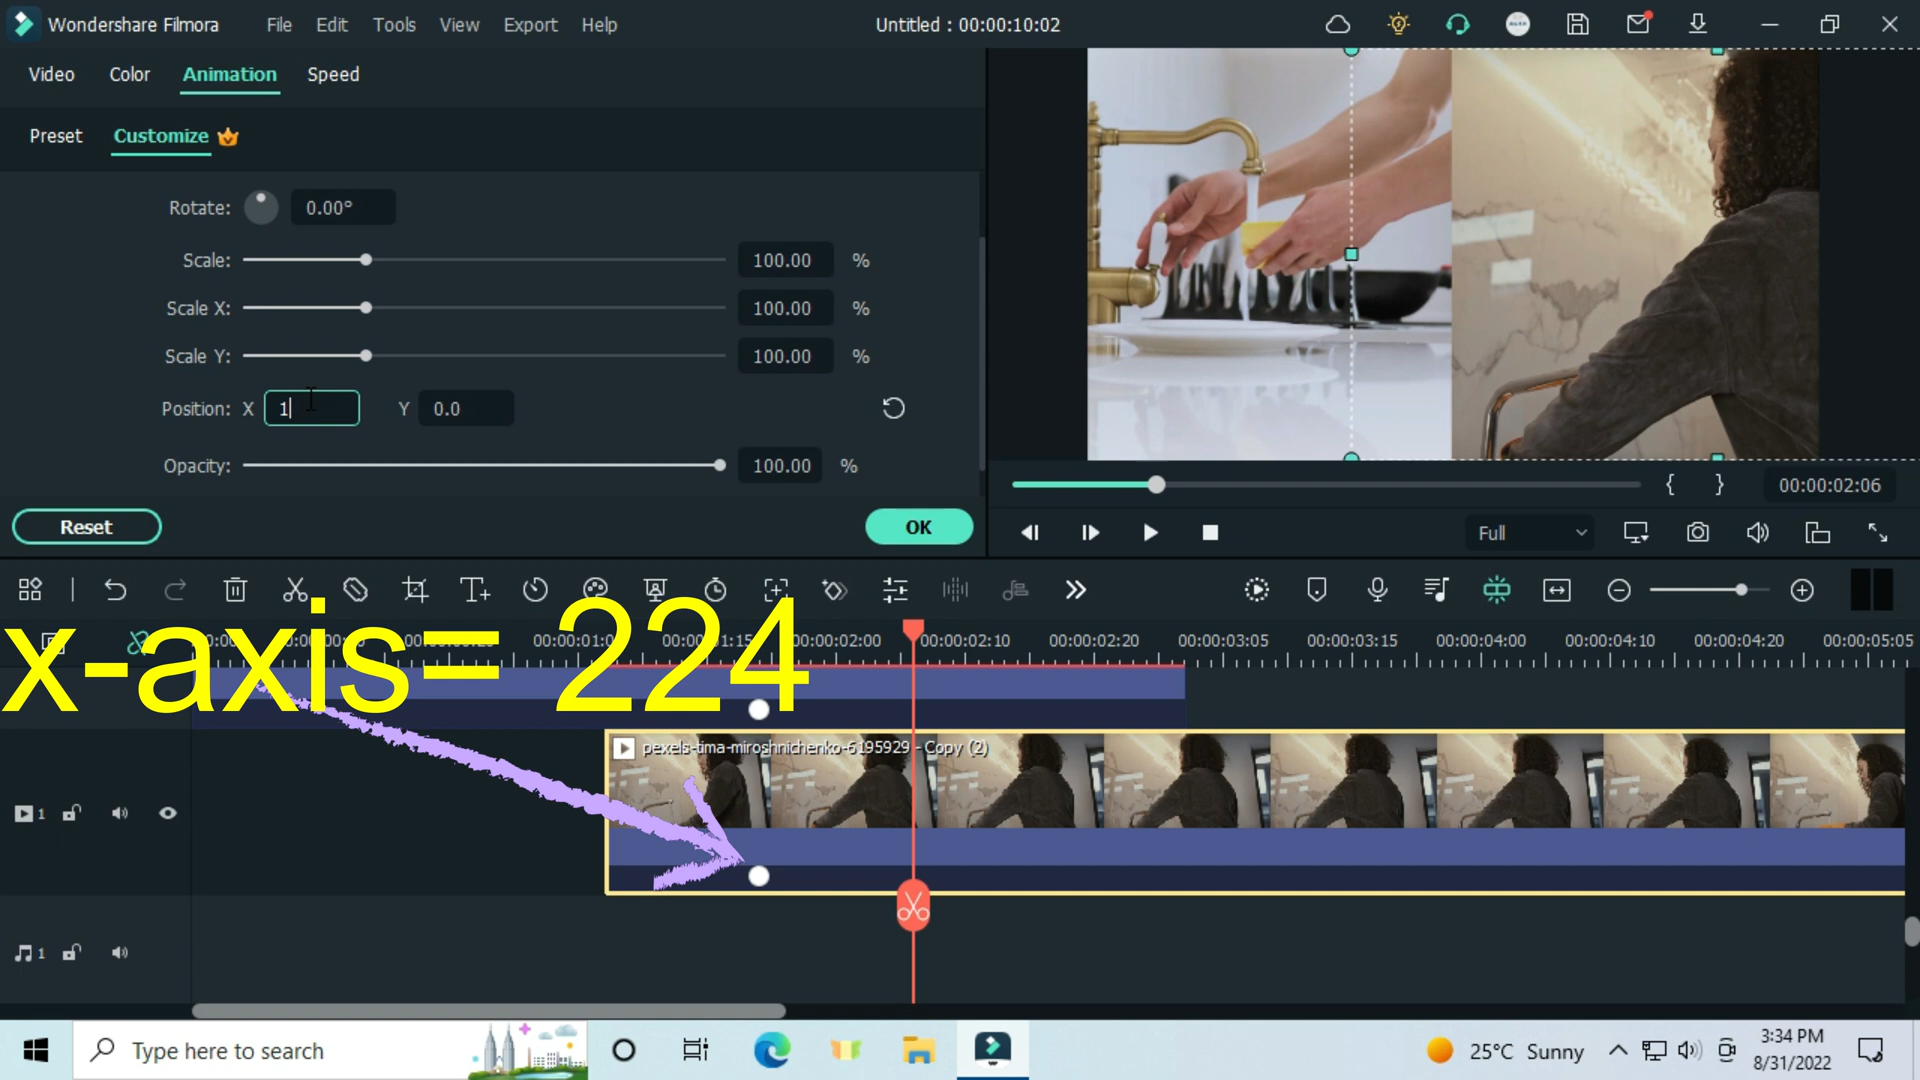 Wondershare Filmora File Edit Tools View Export Help Untitled : 00:00:10:02
Video Color Animation Speed
Preset Customize
Rotate: 0.00°
Scale: 100.00 %
Scale X: 100.00 %
Scale Y: 100.00 %
Position: X 1 Y 0.0
Opacity: 100.00 %
Reset OK
{ } 00:00:02:06
Full
x-axis= 224
00:00:01:15 00:00:02:00 00:00:02:10 00:00:02:20 00:00:03:05 00:00:03:15 00:00:04:00 00:00:04:10 00:00:04:20 00:00:05:05
pexels-tima-miroshnichenko-6195929 - Copy (2)
1
1
Type here to search
25°C Sunny
3:34 PM
8/31/2022